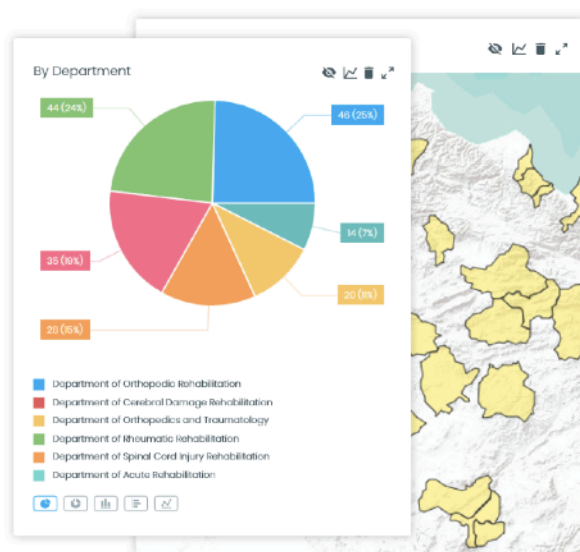 By Department
44 (24%)
46 (25%)
14 (7%)
35 (19%)
20 (11%)
20 (15%)
Department of Orthopedic Rehabilitation
Department of Cerebral Damage Rehabilitation
Department of Orthopedics and Traumatology
Department of Rheumatic Rehabilitation
Department of Spinal Cord Injury Rehabilitation
Department of Acute Rehabilitation